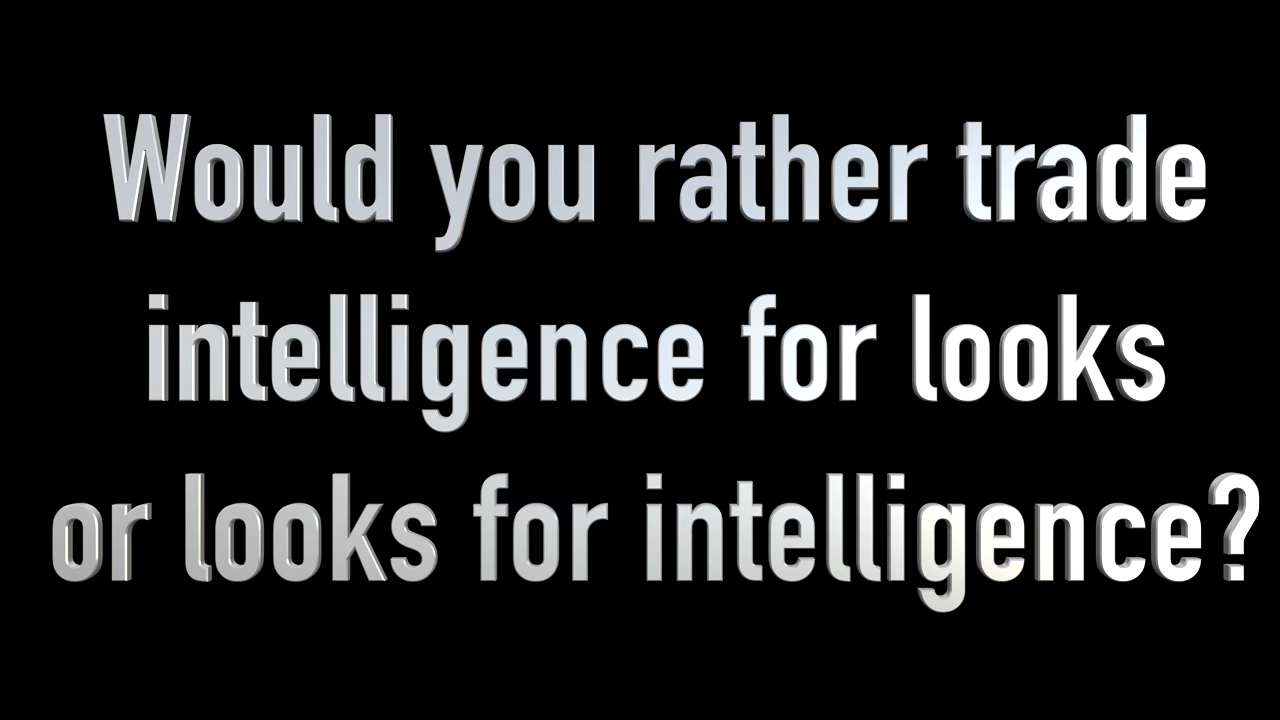 Would you rather trade
intelligence for looks
or looks for intelligence?